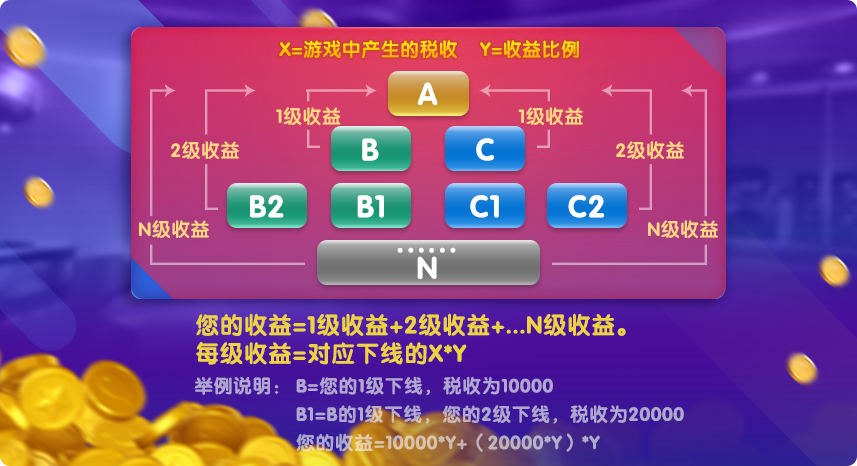 X=游戏中产生的税收 Y=收益比例
A
1级收益 1级收益
B C
2级收益 2级收益
B2 B1 C1 C2
N级收益 N级收益
......
N
您的收益=1级收益+2级收益+...N级收益。
每级收益=对应下线的X*Y
举例说明： B=您的1级下线，税收为10000
B1=B的1级下线，您的2级下线，税收为20000
您的收益=10000*Y+（20000*Y）*Y